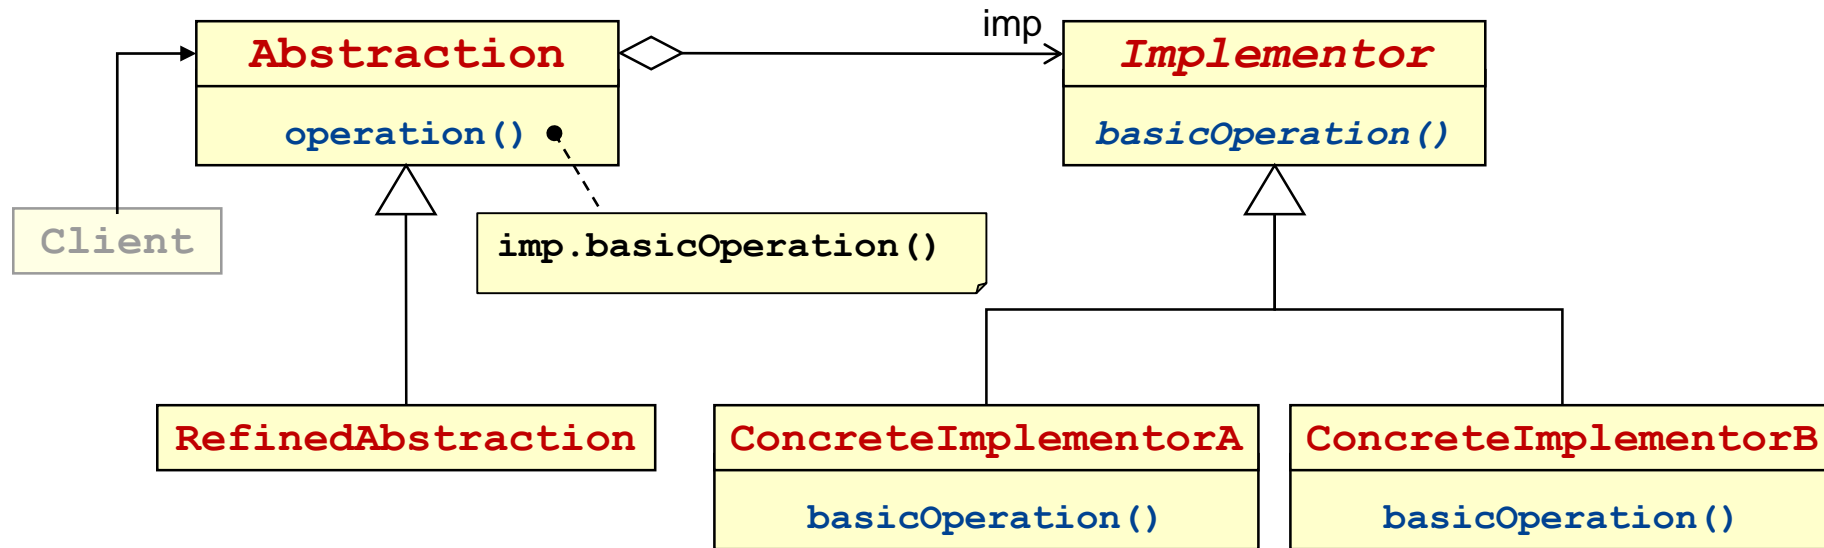 imp
Abstraction
Implementor
operation()
basicOperation()
Client
imp.basicOperation()
RefinedAbstraction
ConcreteImplementorA
ConcreteImplementorB
basicOperation()
basicOperation()